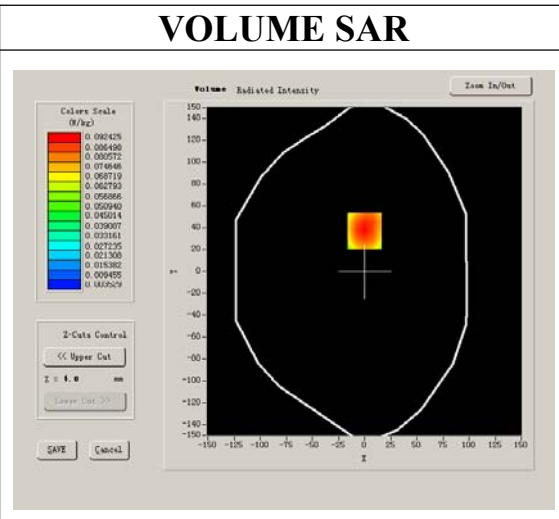 VOLUME SAR
Volume Radiated Intensity
Zoom In/Out
Colors Scale
(W/kg)
0.092425
0.086498
0.080572
0.074646
0.068719
0.062793
0.056866
0.050940
0.045014
0.039087
0.033161
0.027235
0.021308
0.015382
0.009455
0.003529
Z-Cuts Control
<< Upper Cut
Z = 4.0 mm
Lower Cut >>
SAVE Cancel
150
140
120
100
80
60
40
20
0
-20
-40
-60
-80
-100
-120
-140
-150
Y
-150 -125 -100 -75 -50 -25 0 25 50 75 100 125 150
X